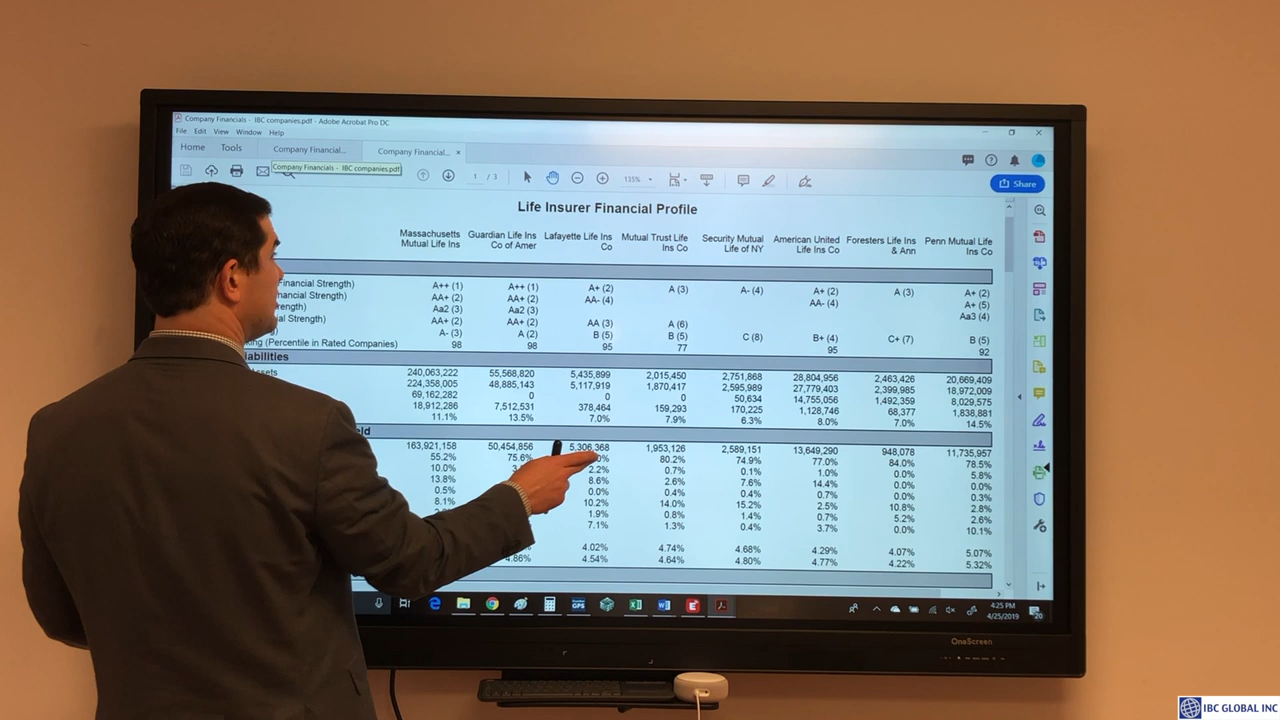 Company Financials - IBC companies.pdf - Adobe Acrobat Pro DC
File Edit View Window Help
Home Tools Company Financial... Company Financial... ×
Company Financials - IBC companies.pdf
1 / 3 135% Share
Life Insurer Financial Profile
Massachusetts Guardian Life Ins Lafayette Life Ins Mutual Trust Life Security Mutual American United Foresters Life Ins Penn Mutual Life
Mutual Life Ins Co of Amer Co Ins Co Life of NY Life Ins Co & Ann Ins Co
Financial Strength) A++ (1) A++ (1) A+ (2) A (3) A- (4) A+ (2) A (3) A+ (2)
nancial Strength) AA+ (2) AA+ (2) AA- (4) AA- (4) A+ (5)
rength) Aa2 (3) Aa2 (3) Aa3 (4)
ial Strength) AA+ (2) AA+ (2) AA (3) A (6)
A- (3) A (2) B (5) B (5) C (8) B+ (4) C+ (7) B (5)
king (Percentile in Rated Companies) 98 98 95 77 95 92
iabilities
ssets 240,063,222 55,568,820 5,435,899 2,015,450 2,751,868 28,804,956 2,463,426 20,669,409
224,358,005 48,885,143 5,117,919 1,870,417 2,595,989 27,779,403 2,399,985 18,972,009
69,162,282 0 0 0 50,634 14,755,056 1,492,359 8,029,575
18,912,286 7,512,531 378,464 159,293 170,225 1,128,746 68,377 1,838,881
11.1% 13.5% 7.0% 7.9% 6.3% 8.0% 7.0% 14.5%
eld
163,921,158 50,454,856 5,306,368 1,953,126 2,589,151 13,649,290 948,078 11,735,957
55.2% 75.6% 80.2% 74.9% 77.0% 84.0% 78.5%
10.0% 2.2% 0.7% 0.1% 1.0% 0.0% 5.8%
13.8% 8.6% 2.6% 7.6% 14.4% 0.0% 0.0%
0.5% 0.0% 0.4% 0.4% 0.7% 0.0% 0.3%
8.1% 10.2% 14.0% 15.2% 2.5% 10.8% 2.8%
1.9% 0.8% 1.4% 0.7% 5.2% 2.6%
7.1% 1.3% 0.4% 3.7% 0.0% 10.1%
4.02% 4.74% 4.68% 4.29% 4.07% 5.07%
4.86% 4.54% 4.64% 4.80% 4.77% 4.22% 5.32%
4:25 PM
4/25/2019
20
OneScreen
IBC GLOBAL INC